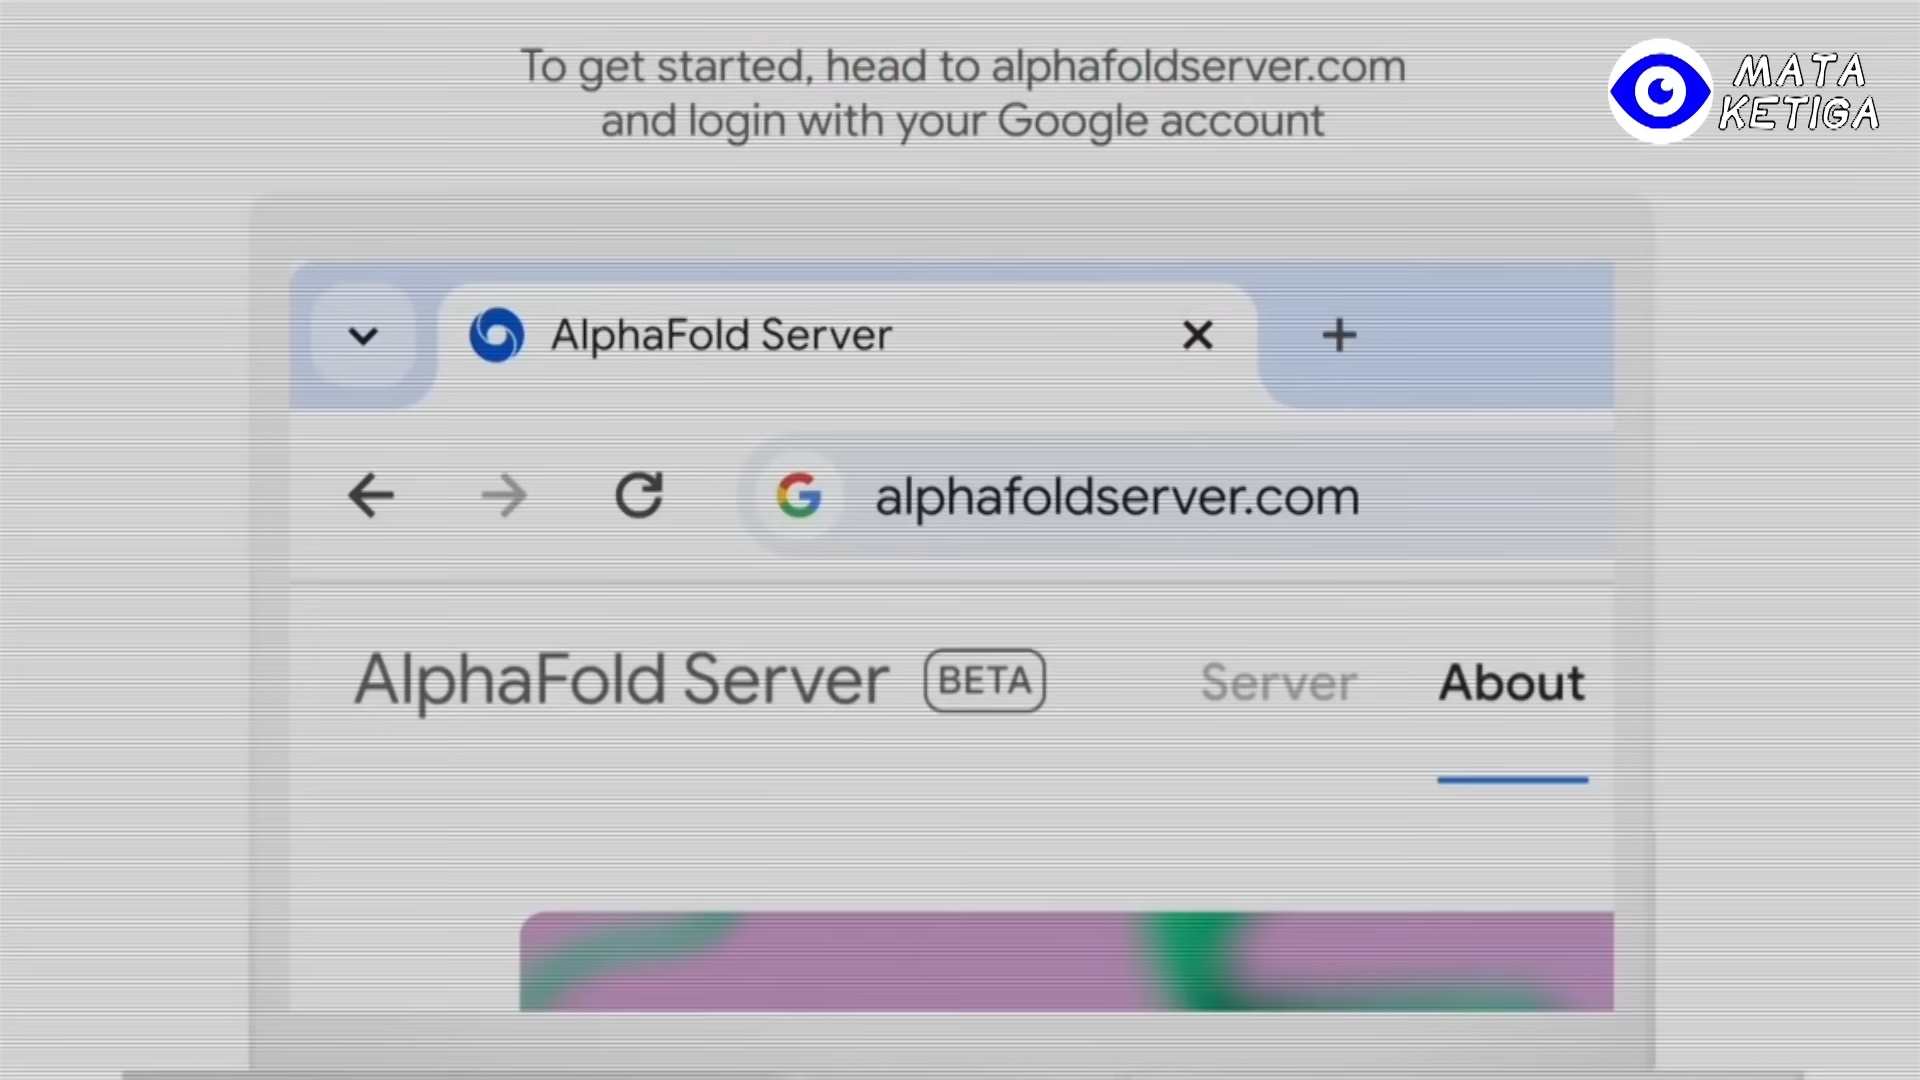 To get started, head to alphafoldserver.com
and login with your Google account
MATA
KETIGA
AlphaFold Server
alphafoldserver.com
AlphaFold Server BETA Server About